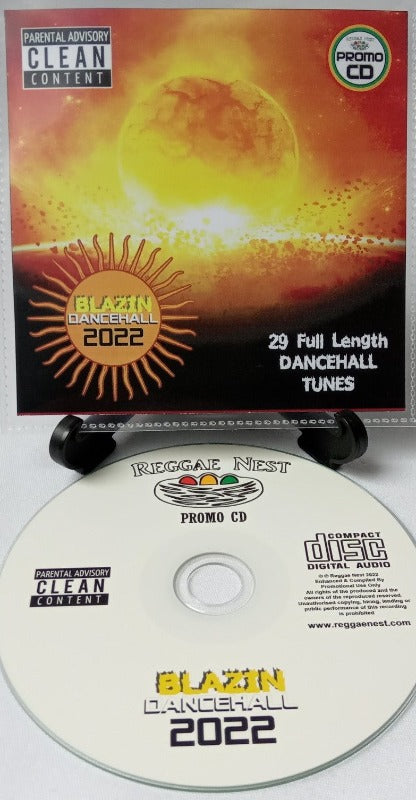 PARENTAL ADVISORY
CLEAN
CONTENT
PROMO
CD
BLAZIN
DANCEHALL
2022
29 Full Length
DANCEHALL
TUNES
REGGAE NEST
PROMO CD
PARENTAL ADVISORY
CLEAN
CONTENT
COMPACT
disc
DIGITAL AUDIO
© ℗ Reggae Nest 2022
Enhanced & Compiled By
Promotional Use Only
All rights of the produced and the
owners of the reproduced reserved.
Unauthorised copying, hiring, lending or
public performance of this recording
is prohibited
www.reggaenest.com
BLAZIN
DANCEHALL
2022